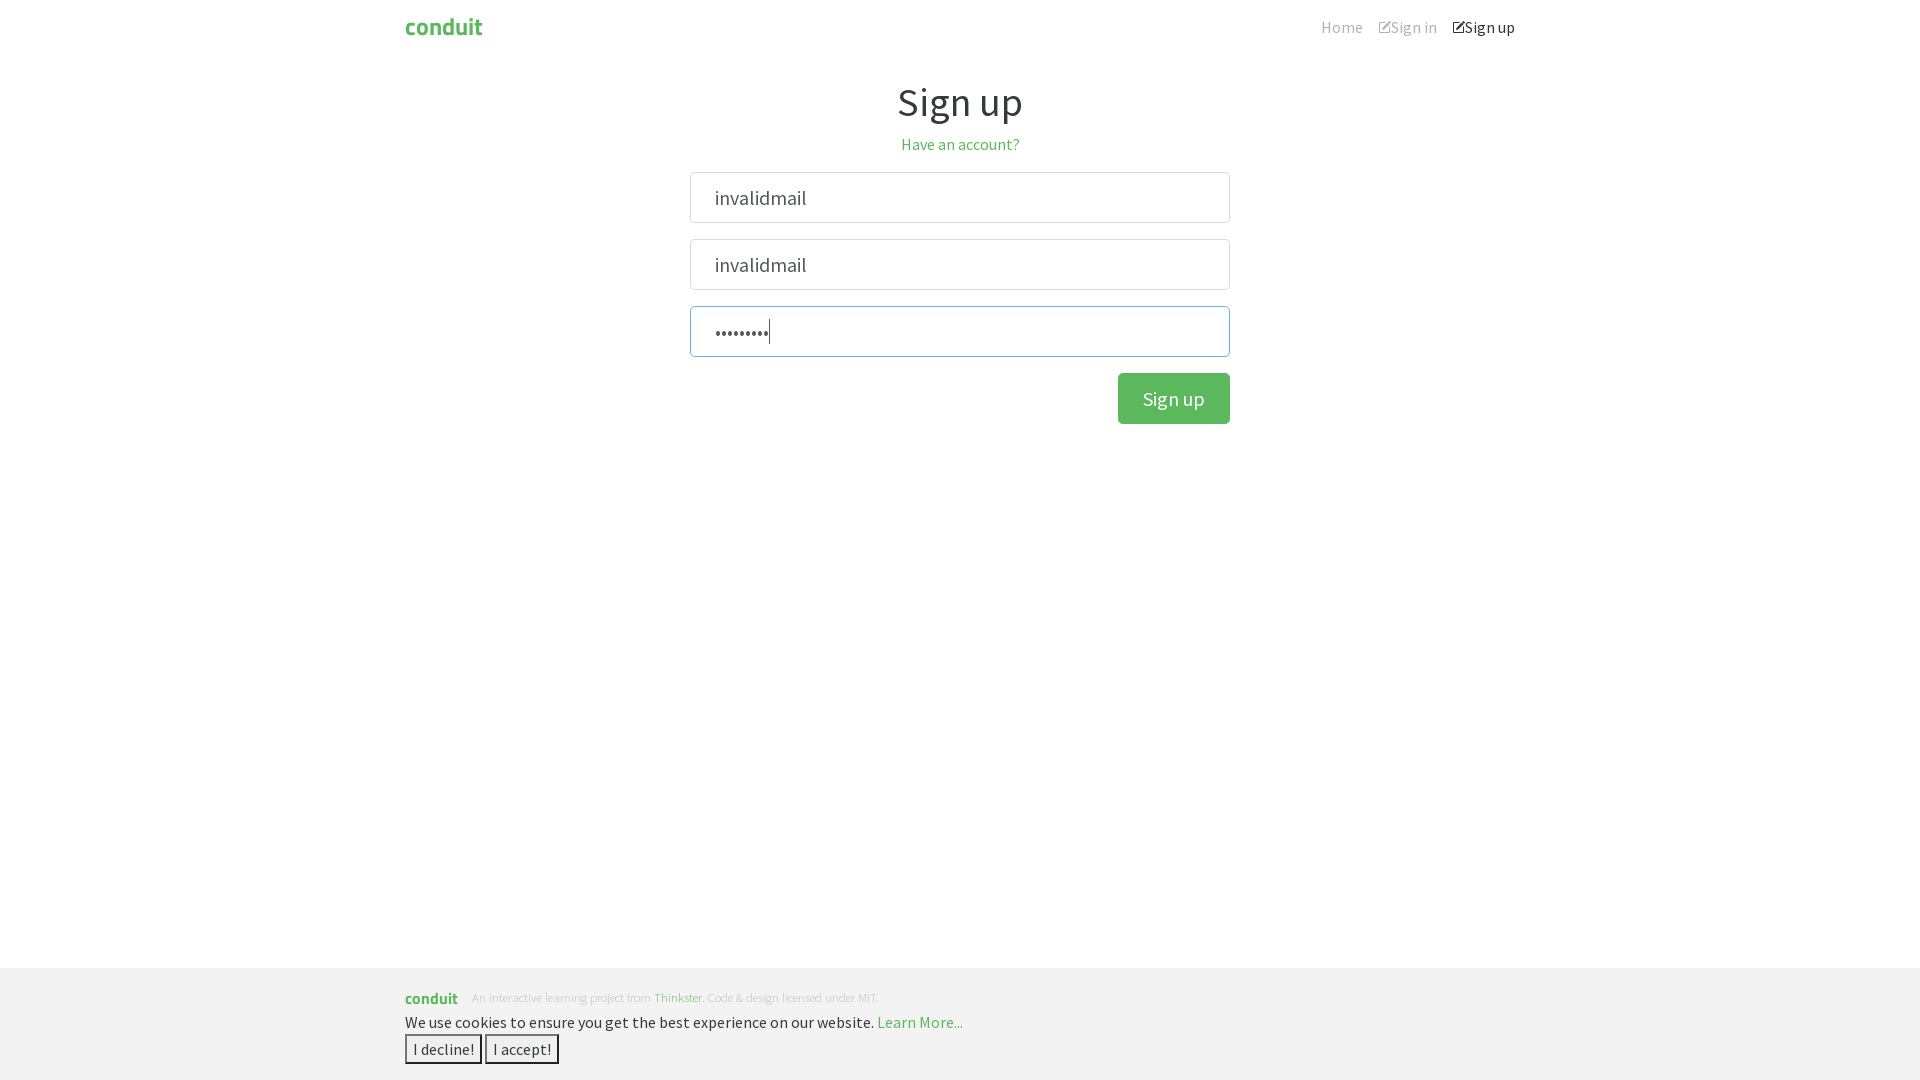 conduit
Home
Sign in
Sign up
Sign up
Have an account?
invalidmail
invalidmail
•••••••••
Sign up
conduit An interactive learning project from Thinkster. Code & design licensed under MIT.
We use cookies to ensure you get the best experience on our website. Learn More...
I decline! I accept!